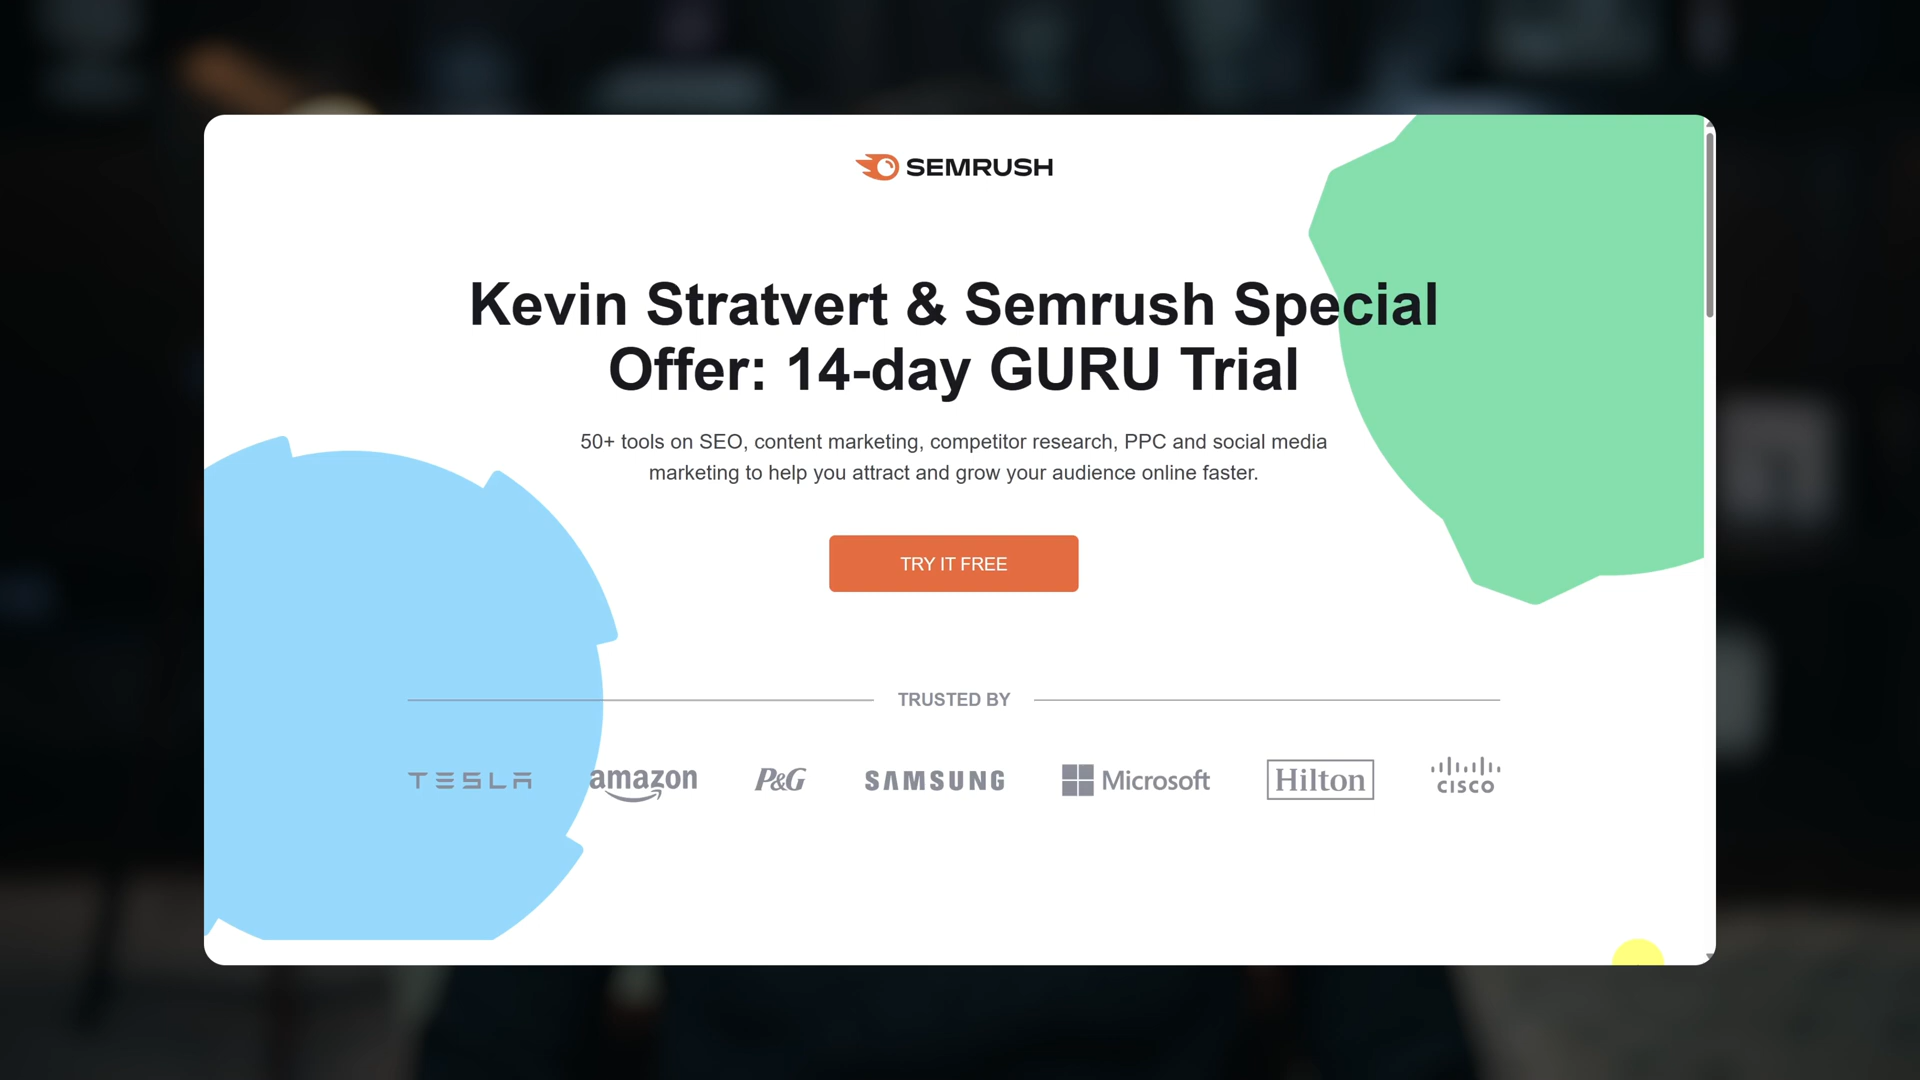 SEMRUSH
Kevin Stratvert & Semrush Special
Offer: 14-day GURU Trial
50+ tools on SEO, content marketing, competitor research, PPC and social media
marketing to help you attract and grow your audience online faster.
TRY IT FREE
TRUSTED BY
TESLA amazon P&G SAMSUNG Microsoft Hilton CISCO